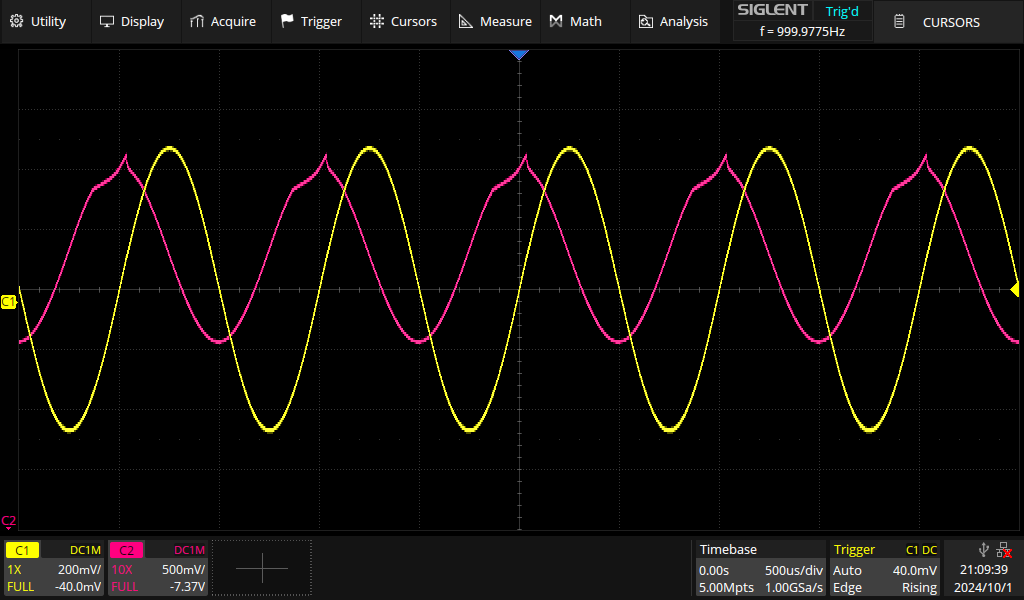 Utility Display Acquire Trigger Cursors Measure Math Analysis SIGLENT Trig'd CURSORS
f = 999.9775Hz
C1
C2
C1 DC1M C2 DC1M Timebase Trigger C1 DC
1X 200mV/ 10X 500mV/ 0.00s 500us/div Auto 40.0mV 21:09:39
FULL -40.0mV FULL -7.37V 5.00Mpts 1.00GSa/s Edge Rising 2024/10/1